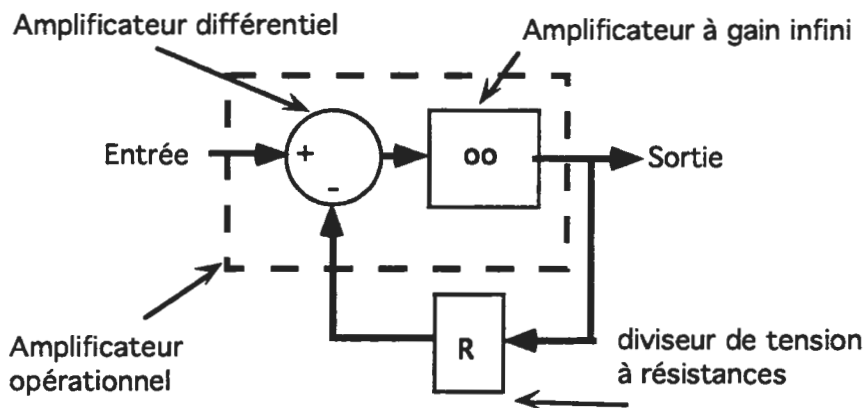 Amplificateur différentiel
Amplificateur à gain infini
Entrée
+
-
oo
Sortie
R
Amplificateur
opérationnel
diviseur de tension
à résistances